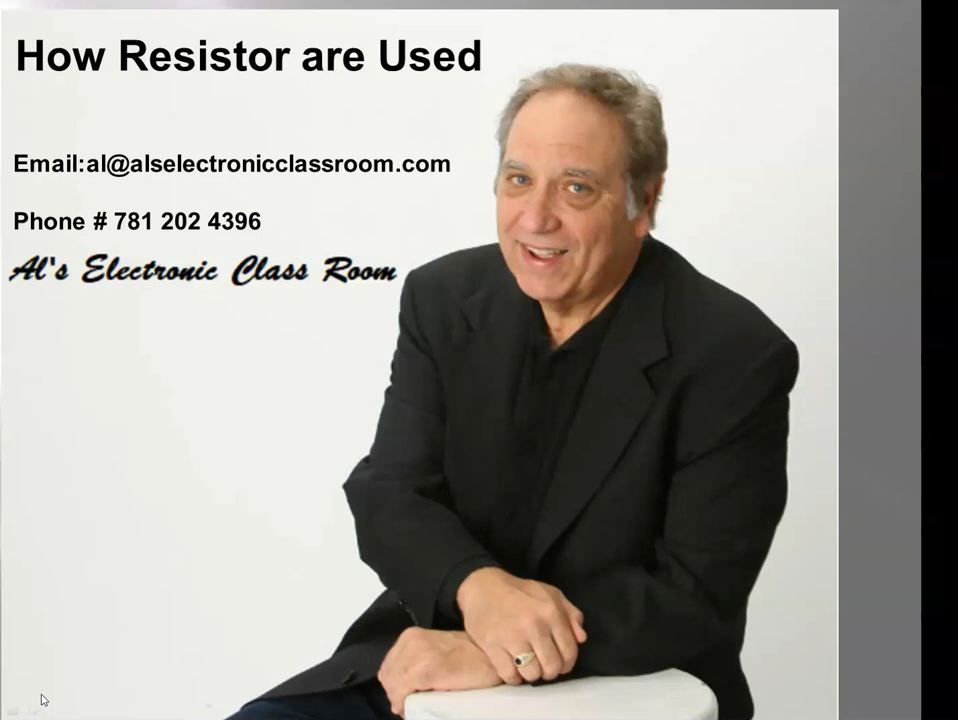 How Resistor are Used
Email:al@alselectronicclassroom.com
Phone # 781 202 4396
Al's Electronic Class Room